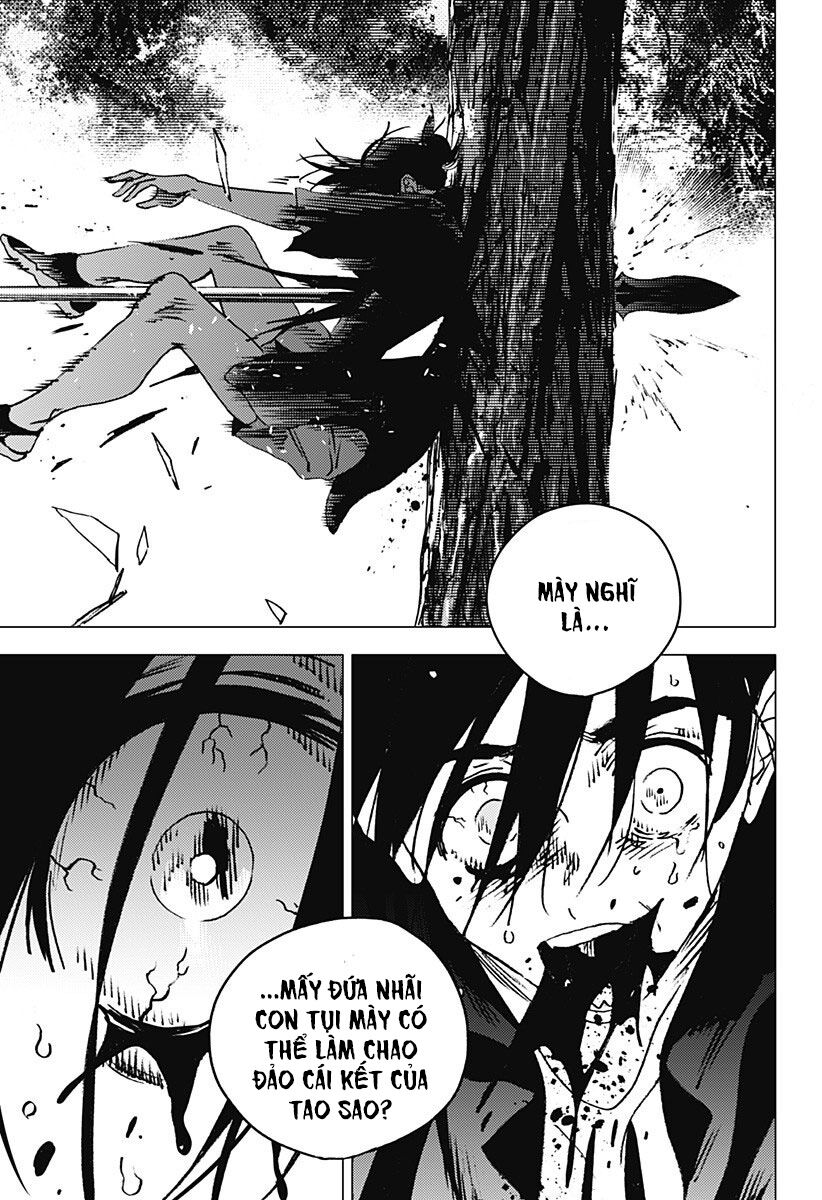 MÀY NGHĨ
LÀ...
...MẤY ĐỨA NHÃI
CON TỤI MÀY CÓ
THỂ LÀM CHAO
ĐẢO CÁI KẾT CỦA
TAO SAO?